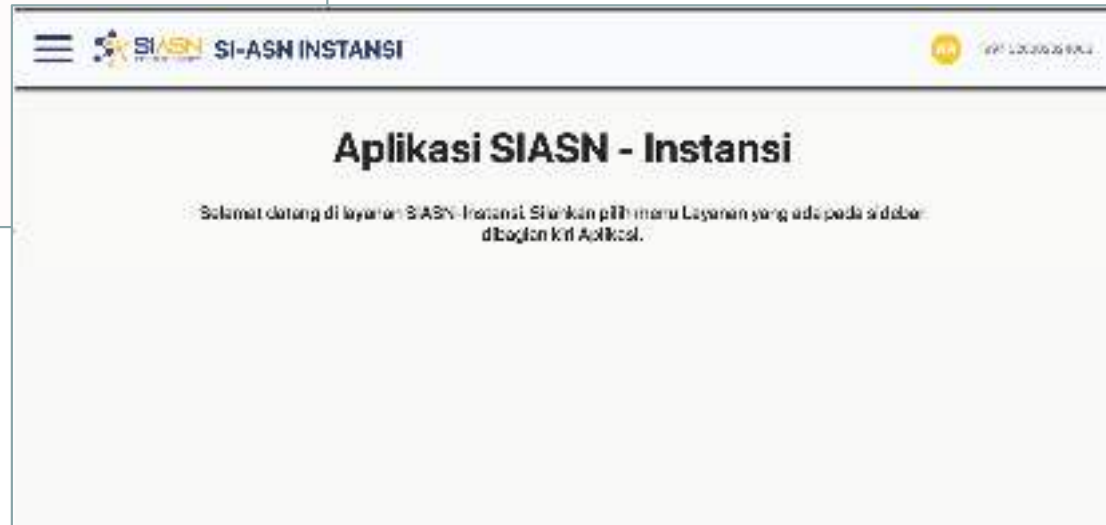 SIASN SI-ASN INSTANSI
Aplikasi SIASN - Instansi
Selamat datang di layanan SIASN-Instansi. Silahkan pilih menu Layanan yang ada pada sidebar
dibagian kiri Aplikasi.